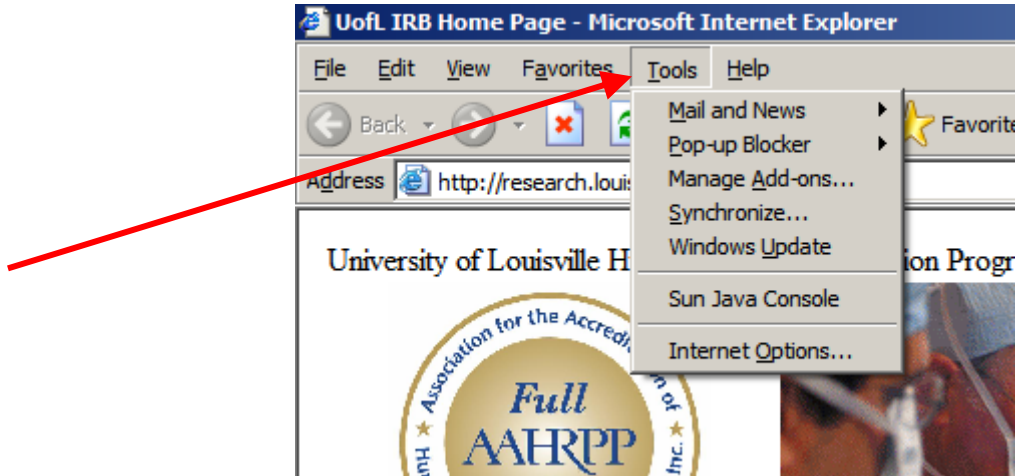 UofL IRB Home Page - Microsoft Internet Explorer
File Edit View Favorites Tools Help
Back
Address http://research.louis
Mail and News
Pop-up Blocker
Manage Add-ons...
Synchronize...
Windows Update
Sun Java Console
Internet Options...
Favorite
University of Louisville H ion Progr
Association for the Accredi
of
Inc.
Hu
Full
AAHRPP